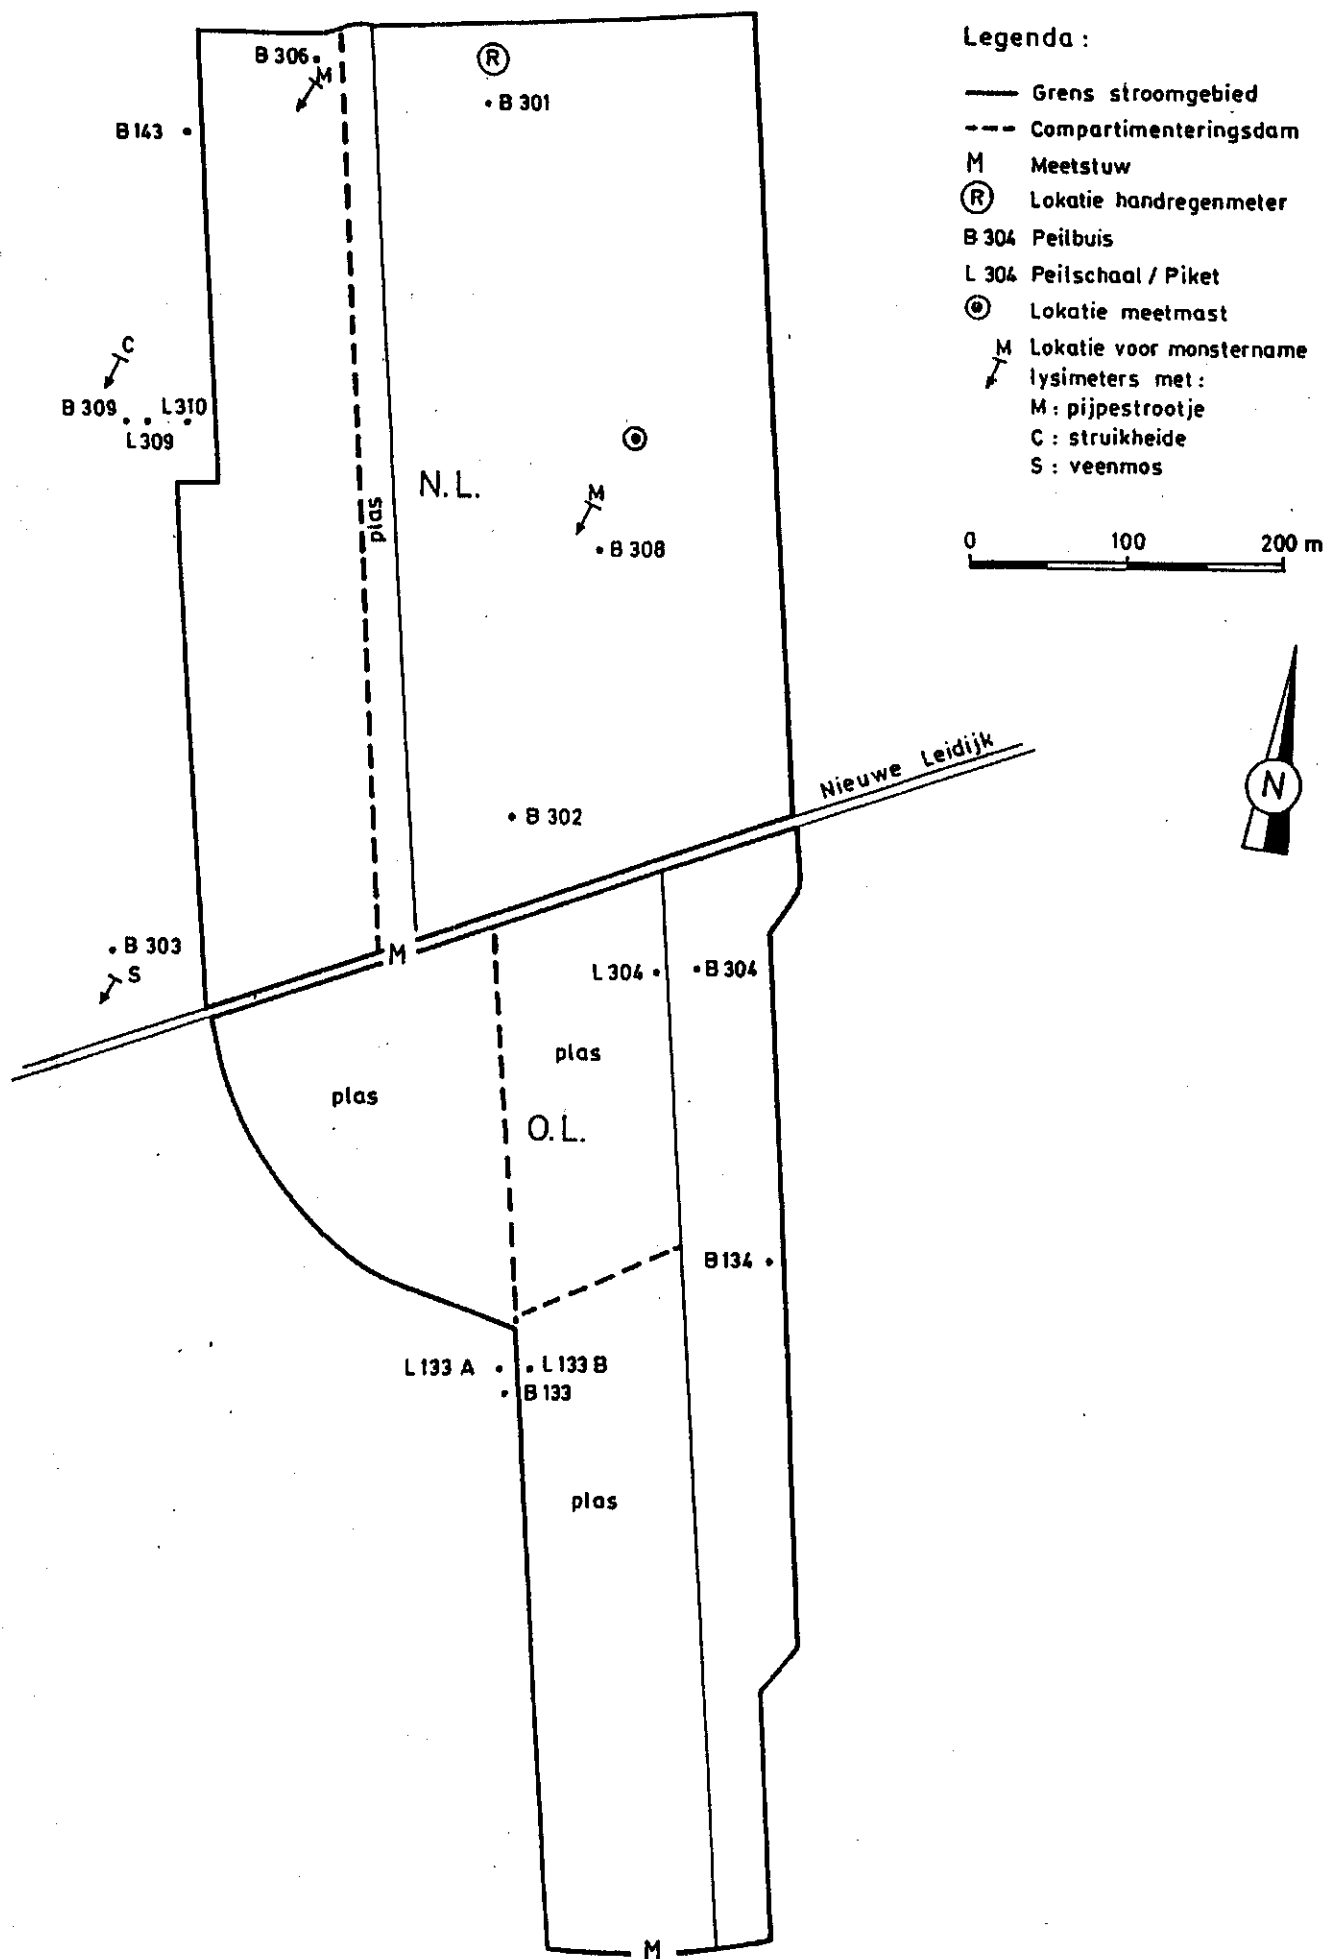 Legenda :
Grens stroomgebied
Compartimenteringsdam
M Meetstuw
R Lokatie handregenmeter
B 304 Peilbuis
L 304 Peilschaal / Piket
Lokatie meetmast
M Lokatie voor monstername
lysimeters met :
M : pijpestrootje
C : struikheide
S : veenmos
0 100 200 m
N
B 306
M
R
B 301
B 143
C
B 309
L 310
L 309
N.L.
plas
M
B 308
Nieuwe Leidijk
B 302
B 303
S
M
L 304
B 304
plas
plas
O.L.
B 134
L 133 A
L 133 B
B 133
plas
M